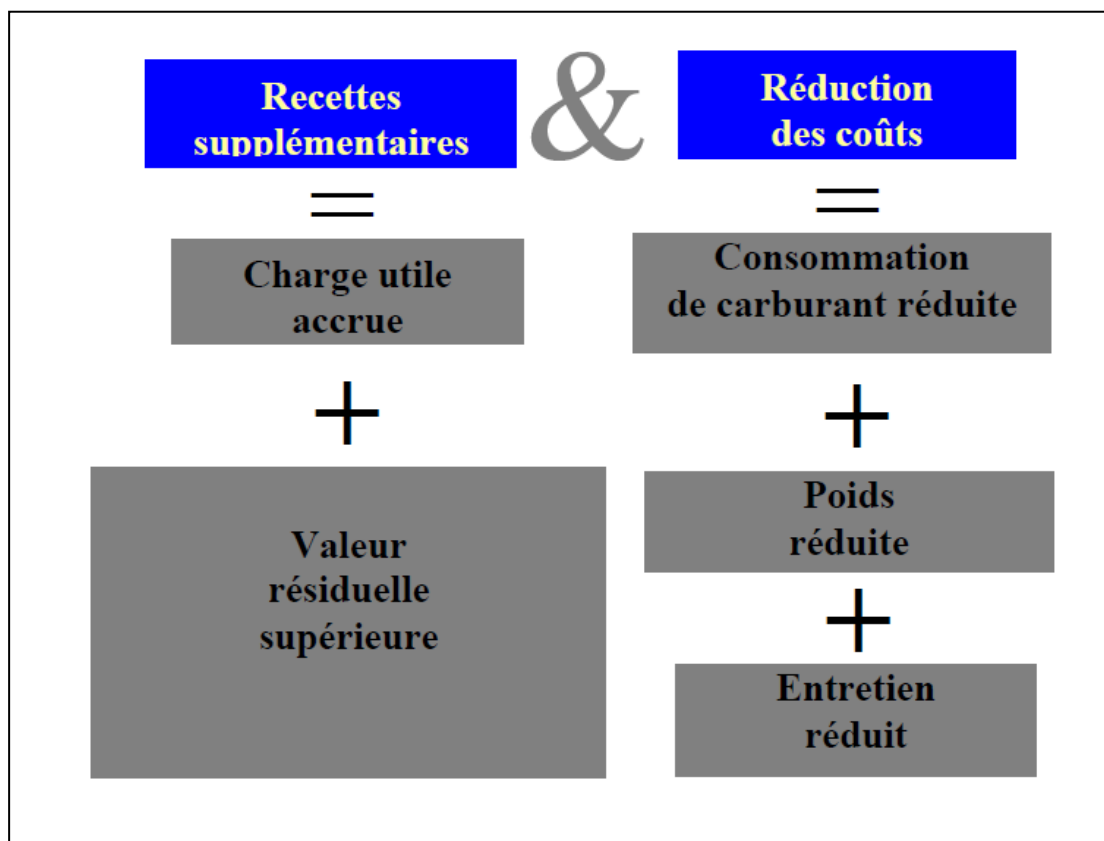 Recettes
supplémentaires
&
Réduction
des coûts
=
=
Charge utile
accrue
Consommation
de carburant réduite
+
+
Valeur
résiduelle
supérieure
Poids
réduite
+
Entretien
réduit